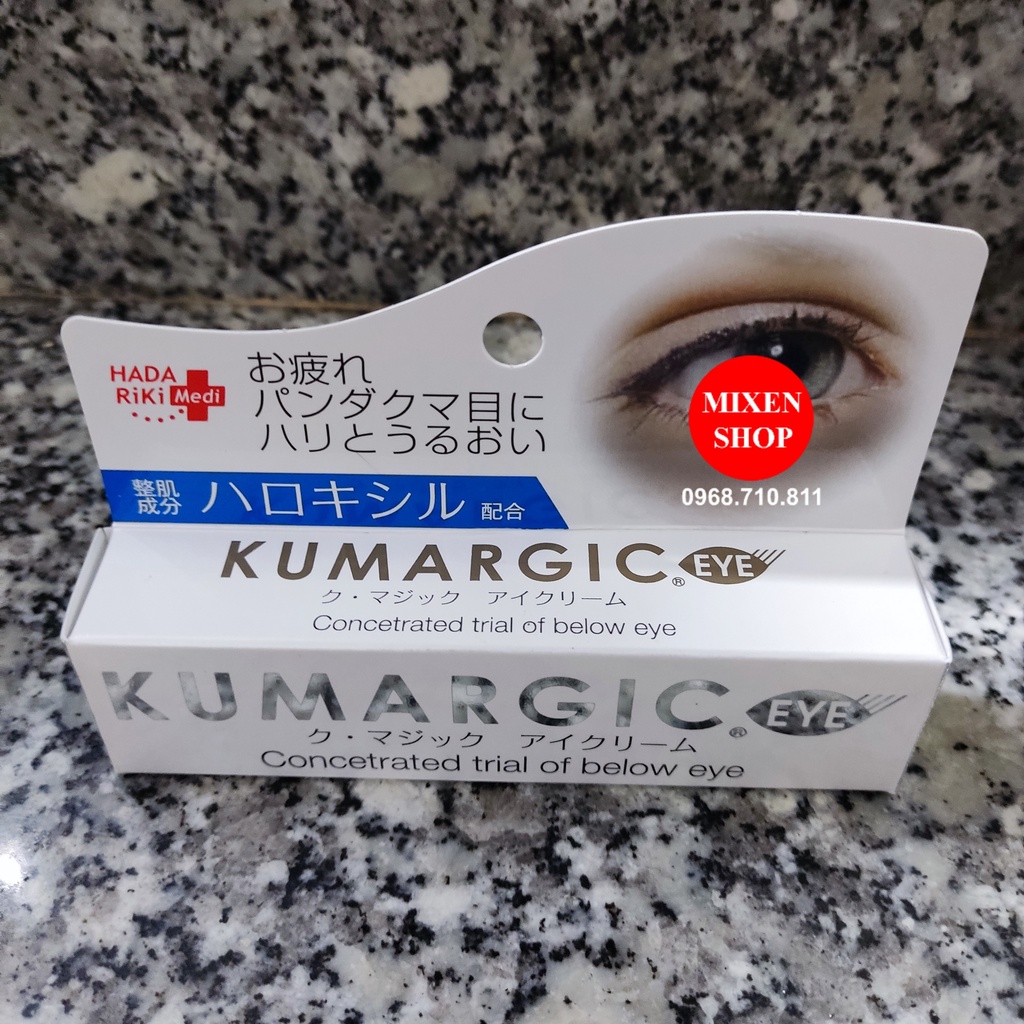 HADA
RiKi Medi
お疲れ
パンダクマ目に
ハリとうるおい
整肌
成分
ハロキシル 配合
MIXEN
SHOP
0968.710.811
KUMARGIC® EYE
ク・マジック アイクリーム
Concetrated trial of below eye
KUMARGIC® EYE
ク・マジック アイクリーム
Concetrated trial of below eye